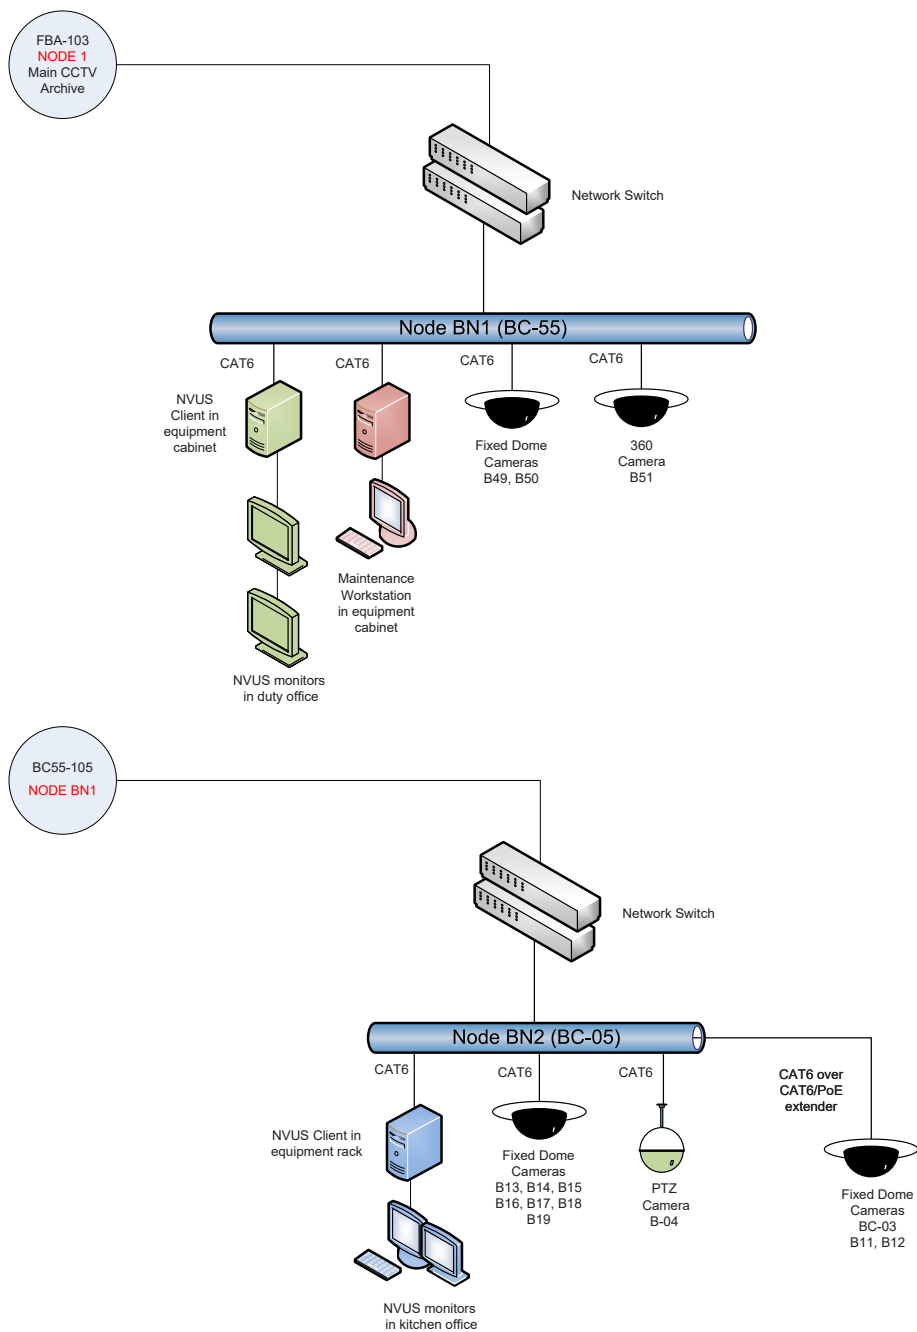 FBA-103
NODE 1
Main CCTV
Archive
Network Switch
Node BN1 (BC-55)
CAT6
CAT6
CAT6
CAT6
NVUS
Client in
equipment
cabinet
Fixed Dome
Cameras
B49, B50
360
Camera
B51
Maintenance
Workstation
in equipment
cabinet
NVUS monitors
in duty office
BC55-105
NODE BN1
Network Switch
Node BN2 (BC-05)
CAT6
CAT6
CAT6
CAT6 over
CAT6/PoE
extender
NVUS Client in
equipment rack
Fixed Dome
Cameras
B13, B14, B15
B16, B17, B18
B19
PTZ
Camera
B-04
Fixed Dome
Cameras
BC-03
B11, B12
NVUS monitors
in kitchen office